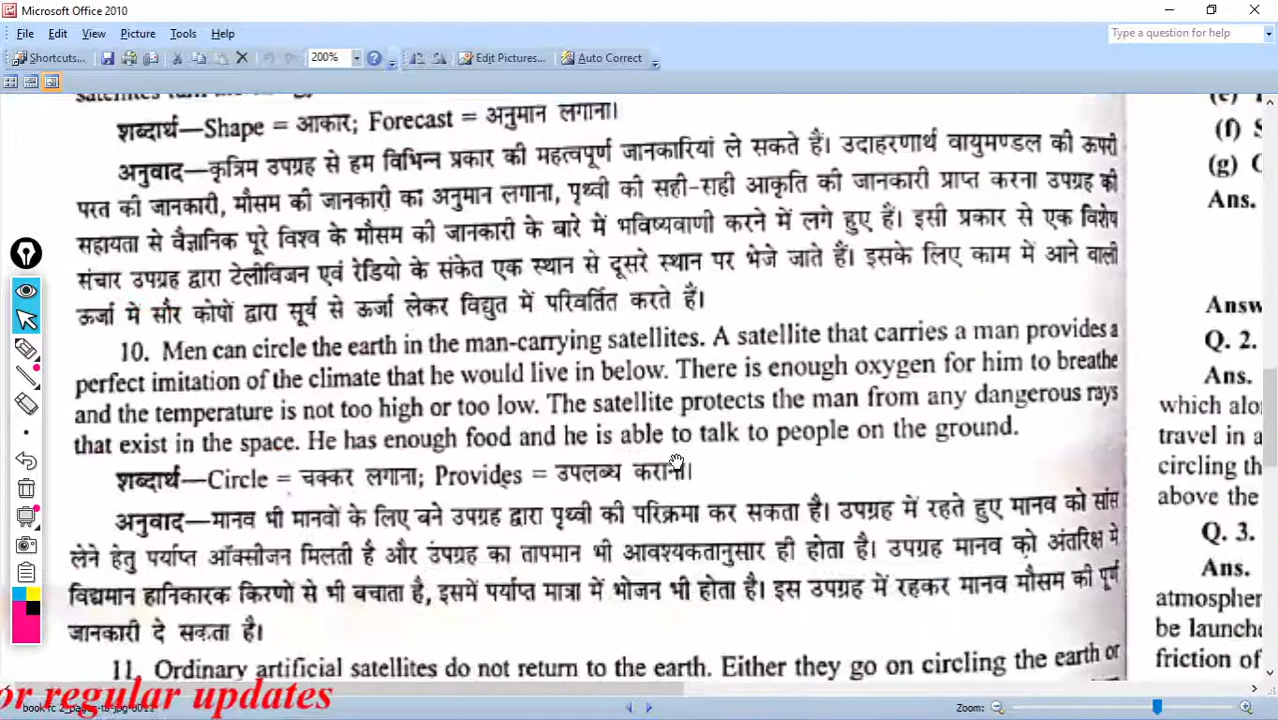 Microsoft Office 2010
File Edit View Picture Tools Help
Type a question for help
Shortcuts... 200% Edit Pictures... Auto Correct
शब्दार्थ—Shape = आकार; Forecast = अनुमान लगाना।
अनुवाद—कृत्रिम उपग्रह से हम विभिन्न प्रकार की महत्वपूर्ण जानकारियां ले सकते हैं। उदाहरणार्थ वायुमण्डल की ऊपरी
परत की जानकारी, मौसम की जानकारी का अनुमान लगाना, पृथ्वी की सही-सही आकृति की जानकारी प्राप्त करना उपग्रह की
सहायता से वैज्ञानिक पूरे विश्व के मौसम की जानकारी के बारे में भविष्यवाणी करने में लगे हुए हैं। इसी प्रकार से एक विशेष
संचार उपग्रह द्वारा टेलीविजन एवं रेडियो के संकेत एक स्थान से दूसरे स्थान पर भेजे जाते हैं। इसके लिए काम में आने वाली
ऊर्जा में सौर कोषों द्वारा सूर्य से ऊर्जा लेकर विद्युत में परिवर्तित करते हैं।
10. Men can circle the earth in the man-carrying satellites. A satellite that carries a man provides a
perfect imitation of the climate that he would live in below. There is enough oxygen for him to breathe
and the temperature is not too high or too low. The satellite protects the man from any dangerous rays
that exist in the space. He has enough food and he is able to talk to people on the ground.
शब्दार्थ—Circle = चक्कर लगाना; Provides = उपलब्ध कराना।
अनुवाद—मानव भी मानवों के लिए बने उपग्रह द्वारा पृथ्वी की परिक्रमा कर सकता है। उपग्रह में रहते हुए मानव को सांस
लेने हेतु पर्याप्त ऑक्सीजन मिलती है और उपग्रह का तापमान भी आवश्यकतानुसार ही होता है। उपग्रह मानव को अंतरिक्ष में
विद्यमान हानिकारक किरणों से भी बचाता है, इसमें पर्याप्त मात्रा में भोजन भी होता है। इस उपग्रह में रहकर मानव मौसम की पूर्ण
जानकारी दे सकता है।
11. Ordinary artificial satellites do not return to the earth. Either they go on circling the earth or
(f) S
(g) C
Ans.
Answ
Q. 2.
Ans.
which alo
travel in a
circling th
above the
Q. 3.
Ans.
atmospher
be launche
friction of
or regular updates
Zoom: